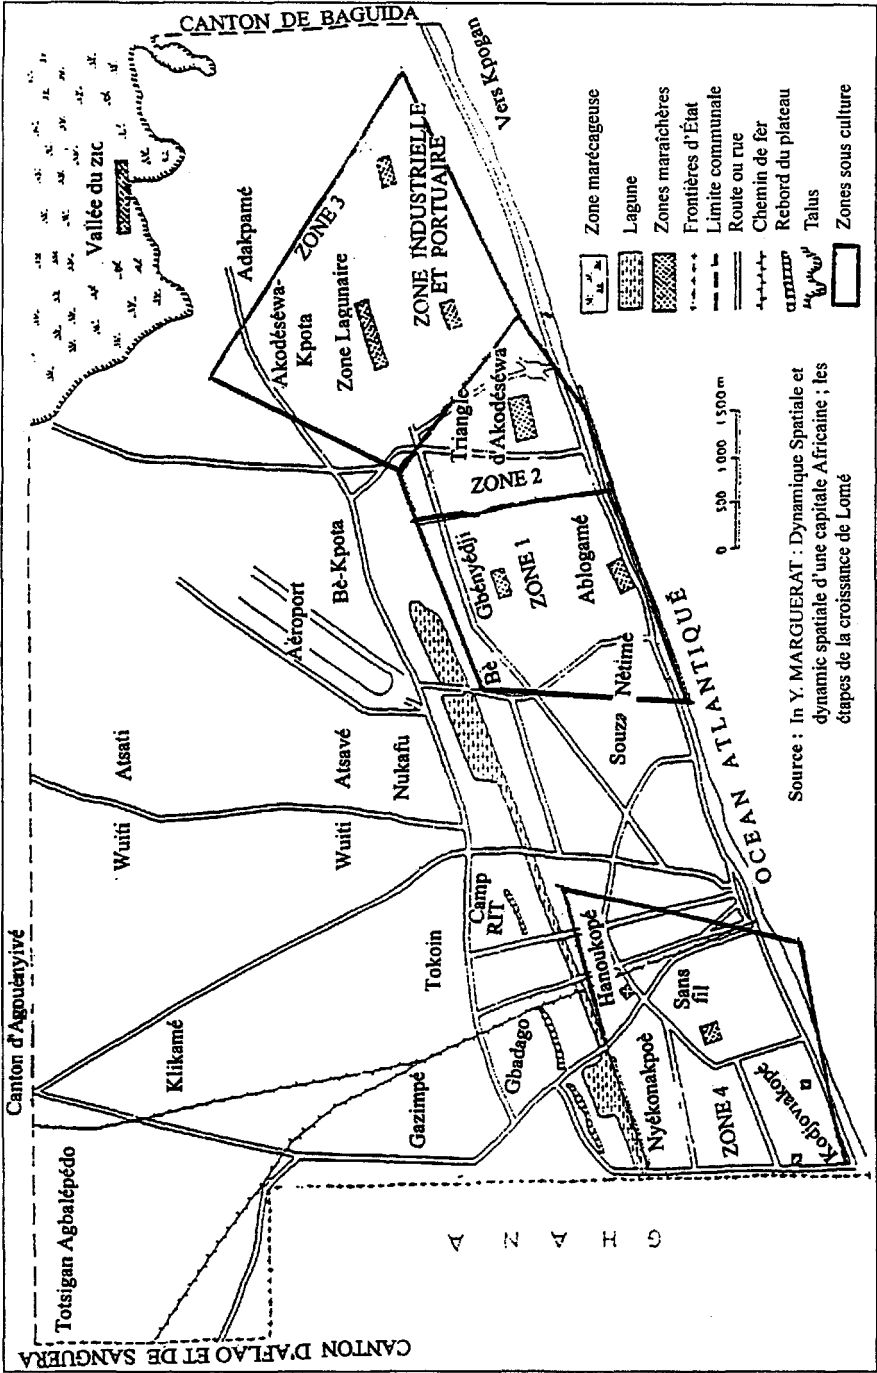 CANTON DE BAGUIDA
Canton d'Agouènyivé
CANTON D'AFLAO ET DE SANGUERA
Totsigan Agbalépédo
Klikamé
Gazimpé
Tokoin
Gbadago
Wuiti
Atsati
Wuiti
Atsavé
Nukafu
Aéroport
Bè-Kpota
Adakpamé
Vallée du ZIC
Akodéséwa-
Kpota
ZONE 3
Zone Lagunaire
ZONE INDUSTRIELLE
ET PORTUAIRE
Vers Kpogan
Triangle
d'Akodéséwa
ZONE 2
Gbényédji
ZONE 1
Ablogamé
Bè
Souza Nétimé
Camp
RIT
Hanoukopé
Sans
fil
Nyékonakpoè
ZONE 4
Kodjoviakopé
GHANA
OCEAN ATLANTIQUE
0 500 1000 1500m
Zone marécageuse
Lagune
Zones maraichères
Frontières d'État
Limite communale
Route ou rue
Chemin de fer
Rebord du plateau
Talus
Zones sous culture
Source : In Y. MARGUERAT : Dynamique Spatiale et
dynamic spatiale d'une capitale Africaine ; les
étapes de la croissance de Lomé